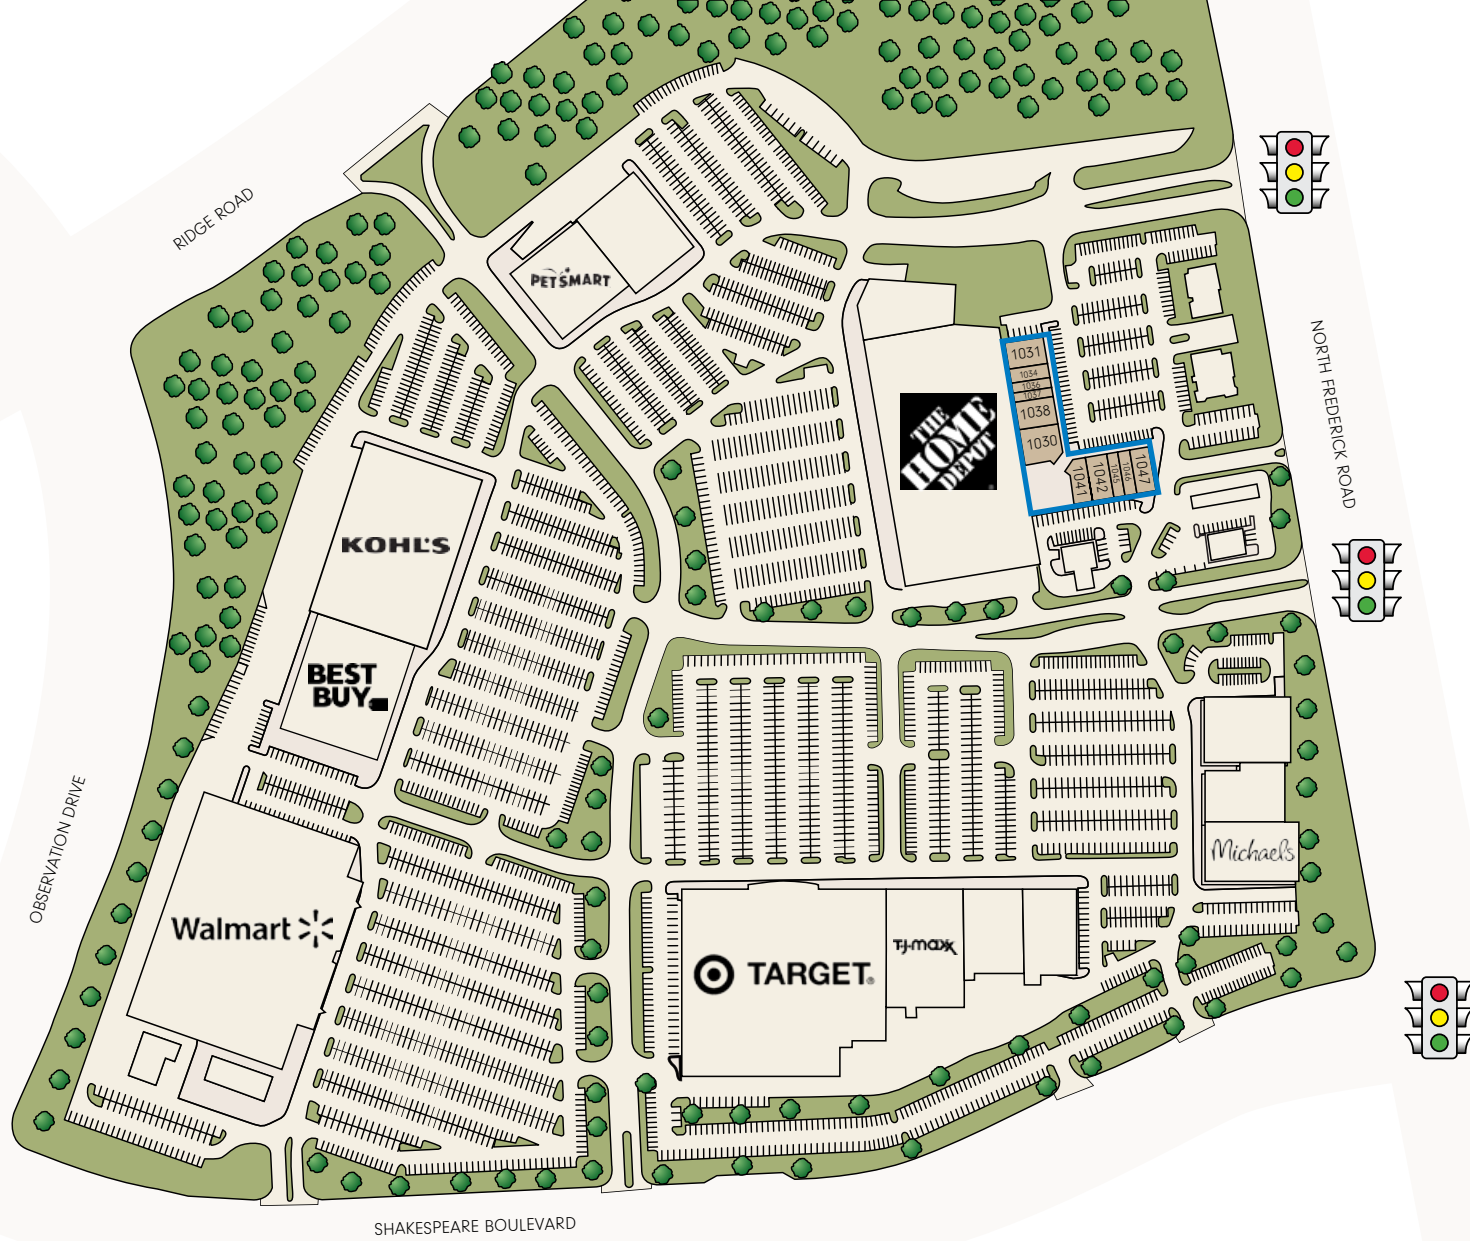 RIDGE ROAD
PETSMART
NORTH FREDERICK ROAD
1031
1034
1036
1037
1038
1030
1041
1042
1045
1046
1047
THE
HOME
DEPOT
KOHL'S
BEST
BUY
Michaels
OBSERVATION DRIVE
Walmart
TARGET
T·J·maxx
SHAKESPEARE BOULEVARD